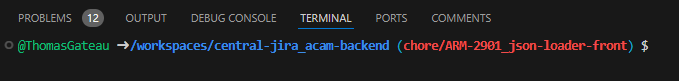 PROBLEMS 12 OUTPUT DEBUG CONSOLE TERMINAL PORTS COMMENTS
@ThomasGateau ➜/workspaces/central-jira_acam-backend (chore/ARM-2901_json-loader-front) $